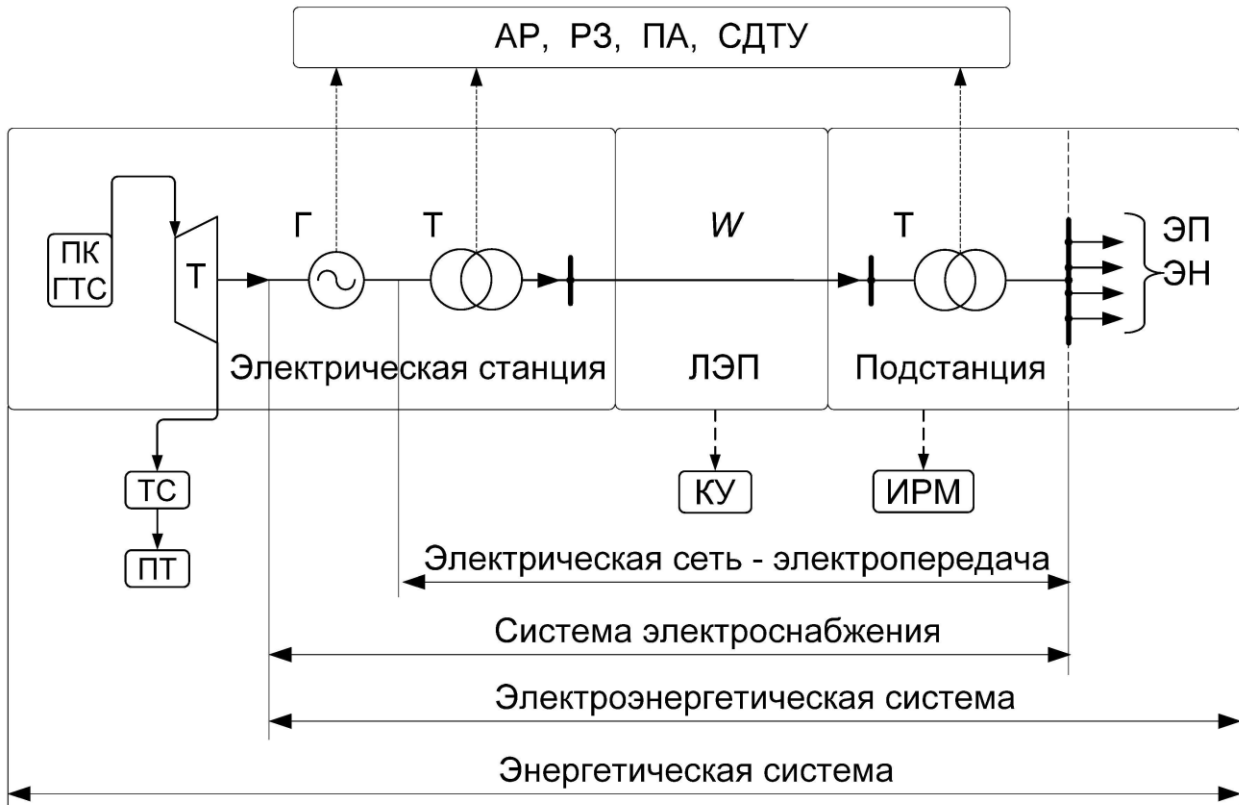 АР, РЗ, ПА, СДТУ
ПК
ГТС
Т
Г
Т
W
Т
ЭП
ЭН
Электрическая станция
ЛЭП
Подстанция
ТС
КУ
ИРМ
ПТ
Электрическая сеть - электропередача
Система электроснабжения
Электроэнергетическая система
Энергетическая система